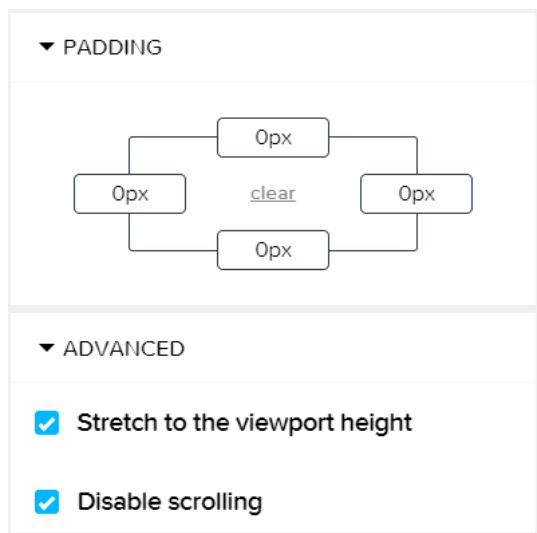 PADDING
0px
0px clear 0px
0px
ADVANCED
Stretch to the viewport height
Disable scrolling